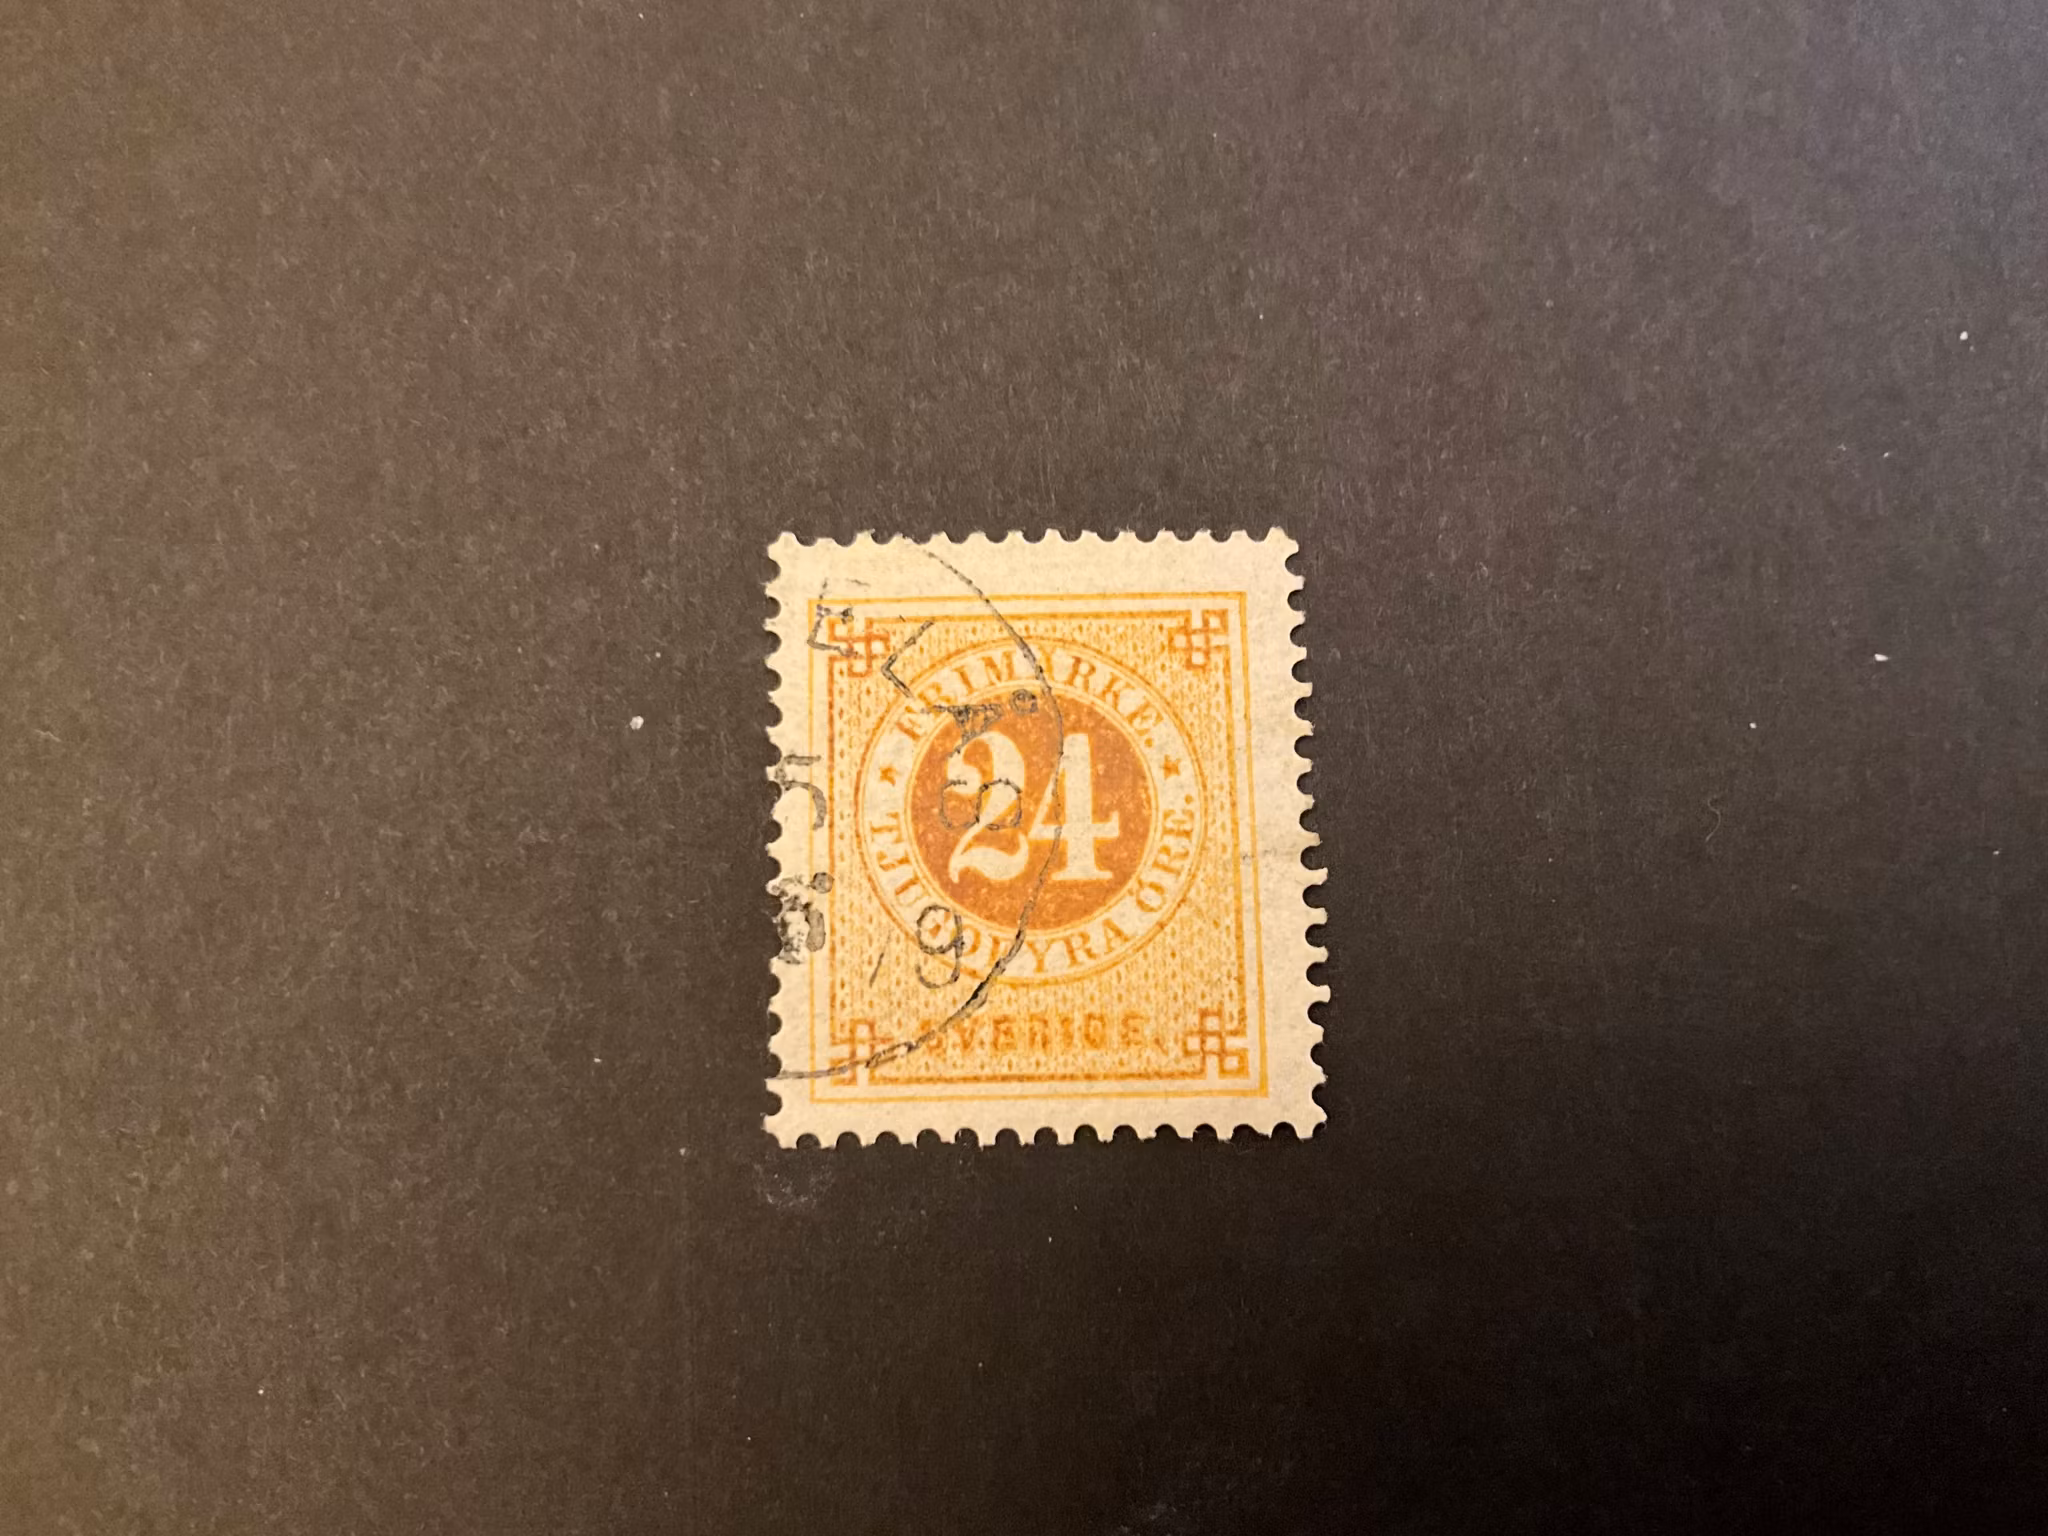 FRIMÄRKE.
24
TJUGOFYRA ÖRE.
SVERIGE.